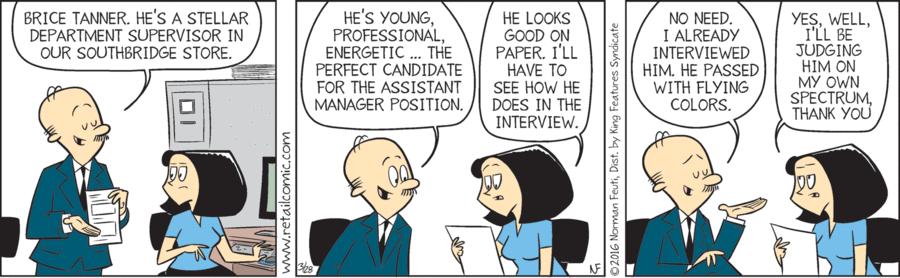 BRICE TANNER. HE'S A STELLAR
DEPARTMENT SUPERVISOR IN
OUR SOUTHBRIDGE STORE.
www.retailcomic.com
HE'S YOUNG,
PROFESSIONAL,
ENERGETIC ... THE
PERFECT CANDIDATE
FOR THE ASSISTANT
MANAGER POSITION.
HE LOOKS
GOOD ON
PAPER. I'LL
HAVE TO
SEE HOW HE
DOES IN THE
INTERVIEW.
3/28
NF
©2016 Norman Feuti, Dist. by King Features Syndicate
NO NEED.
I ALREADY
INTERVIEWED
HIM. HE PASSED
WITH FLYING
COLORS.
YES, WELL,
I'LL BE
JUDGING
HIM ON
MY OWN
SPECTRUM,
THANK YOU